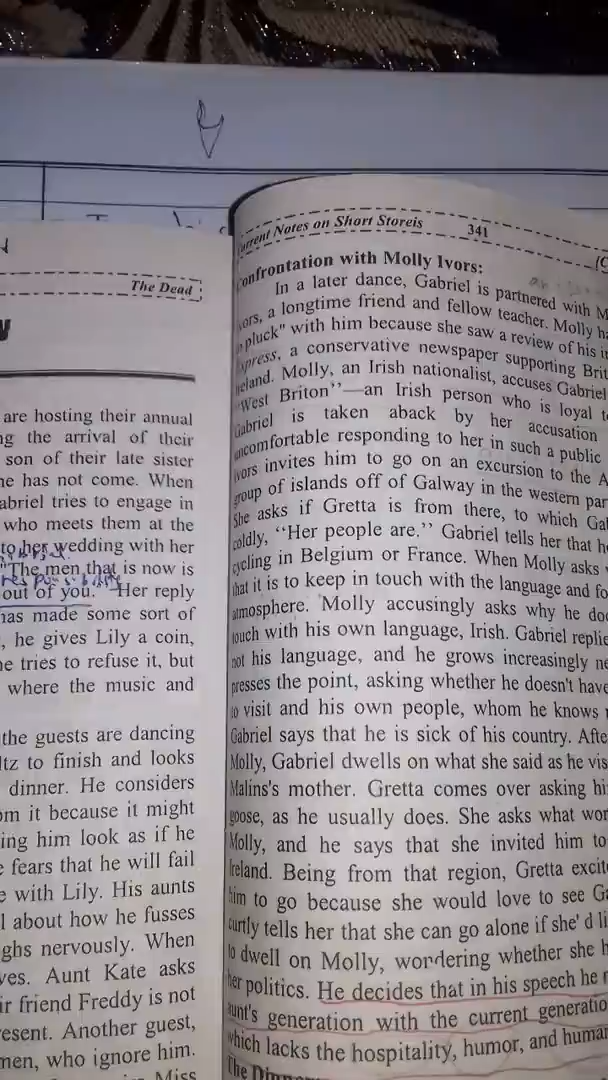 The Dead
are hosting their annual
ng the arrival of their
son of their late sister
he has not come. When
abriel tries to engage in
who meets them at the
to her wedding with her
"The men that is now is
out of you." Her reply
has made some sort of
, he gives Lily a coin,
he tries to refuse it, but
where the music and
the guests are dancing
ltz to finish and looks
dinner. He considers
om it because it might
ing him look as if he
e fears that he will fail
e with Lily. His aunts
l about how he fusses
ghs nervously. When
ves. Aunt Kate asks
ir friend Freddy is not
resent. Another guest,
men, who ignore him.
Miss
urrent Notes on Short Storeis 341 (C
onfrontation with Molly Ivors:
In a later dance, Gabriel is partnered with M
vors, a longtime friend and fellow teacher. Molly ha
pluck" with him because she saw a review of his i
Express, a conservative newspaper supporting Brit
reland. Molly, an Irish nationalist, accuses Gabriel
"West Briton"—an Irish person who is loyal t
Gabriel is taken aback by her accusation
uncomfortable responding to her in such a public
Ivors invites him to go on an excursion to the A
group of islands off of Galway in the western par
She asks if Gretta is from there, to which Ga
coldly, "Her people are." Gabriel tells her that h
cycling in Belgium or France. When Molly asks
that it is to keep in touch with the language and fo
atmosphere. Molly accusingly asks why he doe
touch with his own language, Irish. Gabriel replie
not his language, and he grows increasingly ne
presses the point, asking whether he doesn't have
to visit and his own people, whom he knows
Gabriel says that he is sick of his country. Afte
Molly, Gabriel dwells on what she said as he vis
Malins's mother. Gretta comes over asking hi
goose, as he usually does. She asks what wor
Molly, and he says that she invited him to
Ireland. Being from that region, Gretta excite
him to go because she would love to see Ga
curtly tells her that she can go alone if she' d li
to dwell on Molly, wordering whether she h
her politics. He decides that in his speech he
aunt's generation with the current generatio
which lacks the hospitality, humor, and human
The Dinn